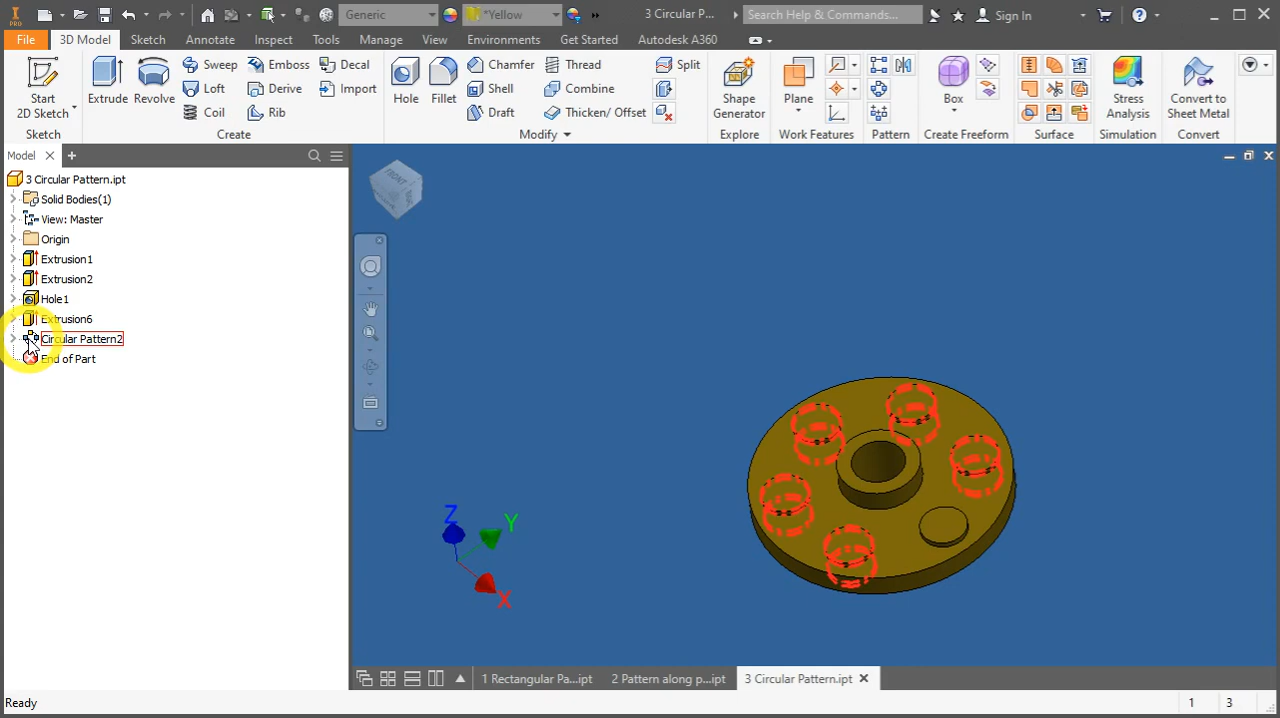 PRO
Generic
*Yellow
3 Circular P...
Search Help & Commands...
Sign In
File
3D Model
Sketch
Annotate
Inspect
Tools
Manage
View
Environments
Get Started
Autodesk A360
Start
2D Sketch
Extrude
Revolve
Sweep
Loft
Coil
Emboss
Derive
Rib
Decal
Import
Hole
Fillet
Chamfer
Shell
Draft
Thread
Combine
Thicken/ Offset
Split
Shape
Generator
Plane
Box
Stress
Analysis
Convert to
Sheet Metal
Sketch
Create
Modify
Explore
Work Features
Pattern
Create Freeform
Surface
Simulation
Convert
Model
3 Circular Pattern.ipt
Solid Bodies(1)
View: Master
Origin
Extrusion1
Extrusion2
Hole1
Extrusion6
Circular Pattern2
End of Part
FRONT
Z
Y
X
1 Rectangular Pa...ipt
2 Pattern along p...ipt
3 Circular Pattern.ipt
Ready
1
3